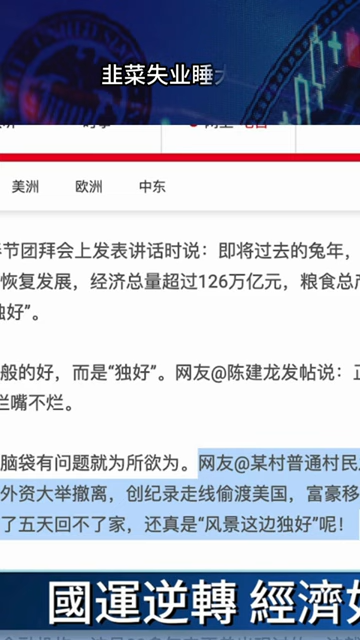 韭菜失业睡
美洲 欧洲 中东
节团拜会上发表讲话时说：即将过去的兔年，
恢复发展，经济总量超过126万亿元，粮食总产
独好”。
般的好，而是“独好”。网友@陈建龙发帖说：正
烂嘴不烂。
脑袋有问题就为所欲为。网友@某村普通村民
外资大举撤离，创纪录走线偷渡美国，富豪移
了五天回不了家，还真是“风景这边独好”呢！
國運逆轉 經濟